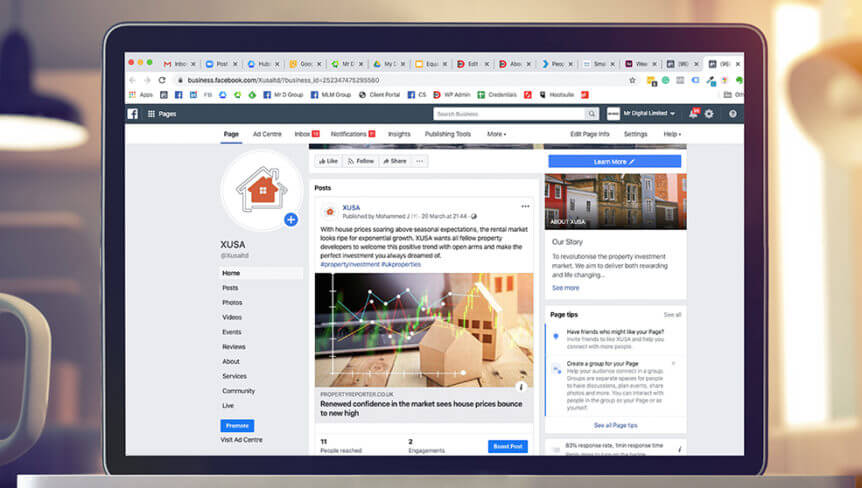 Inbo
Post
Hub
Goog
Mr D
My D
Equa
Edit
Abou
Peop
Smal
Wee
business.facebook.com/Xusaltd/?business_id=252347475295560
Apps
FB
Mr D Group
MLM Group
Client Portal
CS
WP Admin
Credentials
Hootsuite
Pages
Search Business
Mr Digital Limited
Page
Ad Centre
Inbox
Notifications
Insights
Publishing Tools
More
Edit Page Info
Settings
Help
Like
Follow
Share
Learn More
XUSA
@Xusaltd
Home
Posts
Photos
Videos
Events
Reviews
About
Services
Community
Live
Promote
Visit Ad Centre
Posts
XUSA
Published by Mohammed J · 20 March at 21:44
With house prices soaring above seasonal expectations, the rental market
looks ripe for exponential growth. XUSA wants all fellow property
developers to welcome this positive trend with open arms and make the
perfect investment you always dreamed of.
#propertyinvestment #ukproperties
PROPERTYREPORTER.CO.UK
Renewed confidence in the market sees house prices bounce
to new high
11
People reached
2
Engagements
Boost Post
ABOUT XUSA
Our Story
To revolutionise the property investment
market. We aim to deliver both rewarding
and life changing...
See more
Page tips
See all
Have friends who might like your Page?
Invite friends to like XUSA and help you
connect with more people.
Create a group for your Page
Help your audience connect in a group.
Groups are separate spaces for people
to have discussions, plan events, share
photos and more. You can interact with
people in the group as your Page or as
yourself.
See all Page tips
83% response rate, 1min response time